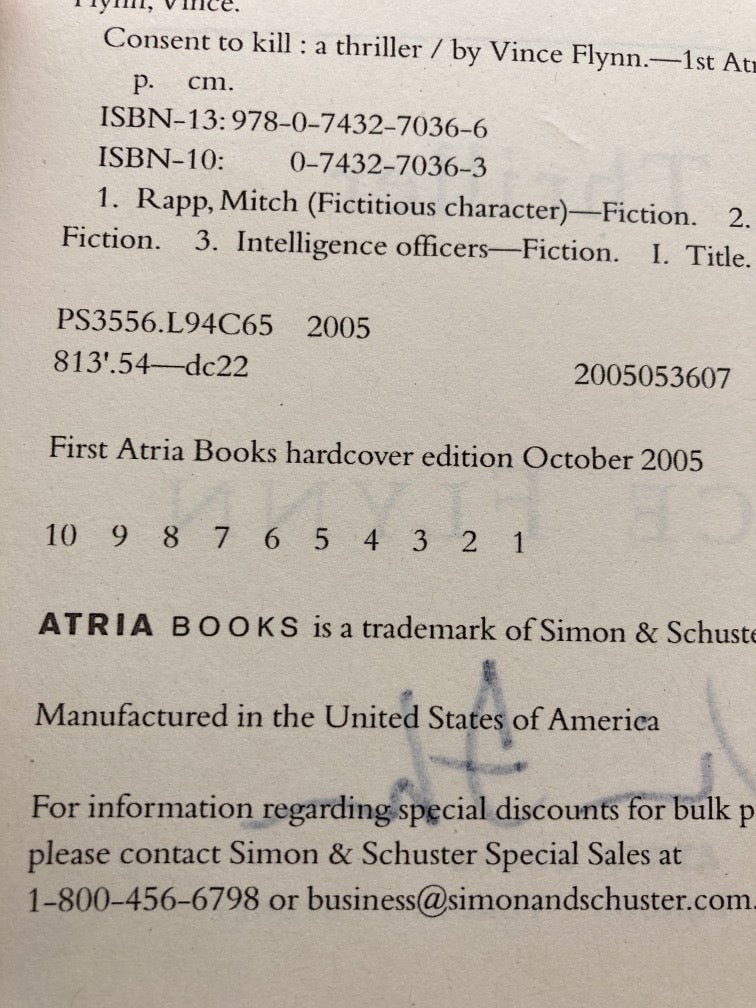 Flynn, Vince.
Consent to kill : a thriller / by Vince Flynn.—1st Atr
p. cm.
ISBN-13: 978-0-7432-7036-6
ISBN-10: 0-7432-7036-3
1. Rapp, Mitch (Fictitious character)—Fiction. 2.
Fiction. 3. Intelligence officers—Fiction. I. Title.
PS3556.L94C65 2005
813'.54—dc22 2005053607
First Atria Books hardcover edition October 2005
10 9 8 7 6 5 4 3 2 1
ATRIA BOOKS is a trademark of Simon & Schuste
Manufactured in the United States of America
For information regarding special discounts for bulk p
please contact Simon & Schuster Special Sales at
1-800-456-6798 or business@simonandschuster.com.